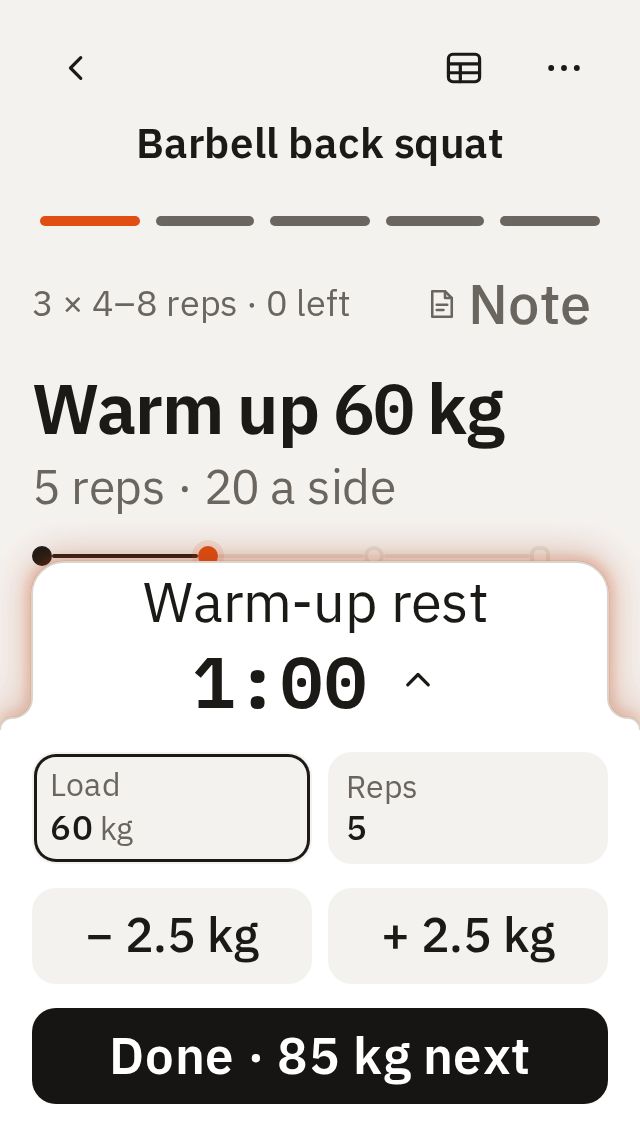 Barbell back squat
3 × 4–8 reps · 0 left
Note
Warm up 60 kg
5 reps · 20 a side
Warm-up rest
1:00
Load
60 kg
Reps
5
– 2.5 kg
+ 2.5 kg
Done · 85 kg next